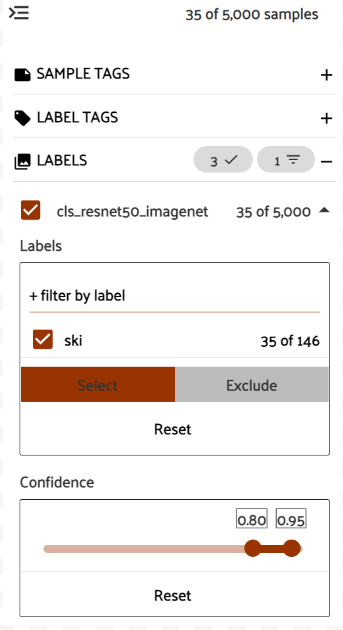 35 of 5,000 samples
SAMPLE TAGS +
LABEL TAGS +
LABELS 3 1 −
cls_resnet50_imagenet 35 of 5,000
Labels
+ filter by label
ski 35 of 146
Select Exclude
Reset
Confidence
0.80 0.95
Reset